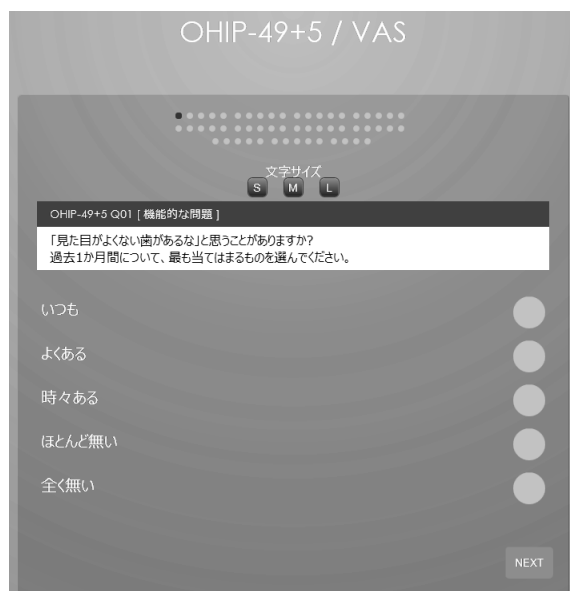 OHIP-49+5 / VAS
文字サイズ
S M L
OHIP-49+5 Q01 [ 機能的な問題 ]
「見た目がよくない歯があるな」と思うことがありますか?
過去1か月間について、最も当てはまるものを選んでください。
いつも
よくある
時々ある
ほとんど無い
全く無い
NEXT